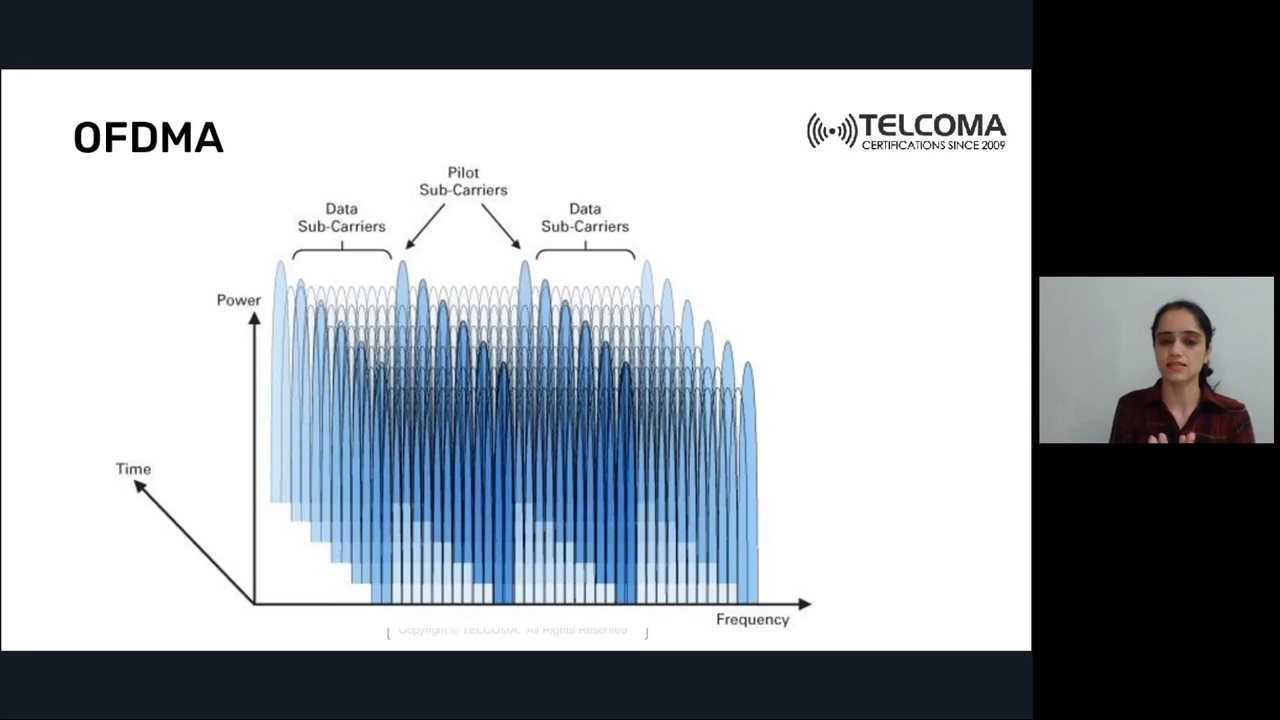 OFDMA
TELCOMA
CERTIFICATIONS SINCE 2009
Pilot
Sub-Carriers
Data
Sub-Carriers
Data
Sub-Carriers
Power
Time
Frequency
Copyright © TELCOMA. All Rights Reserved